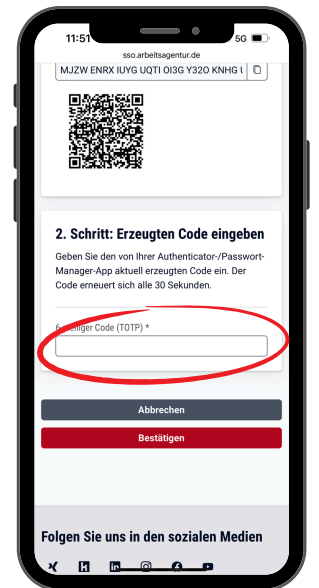 11:51
5G
sso.arbeitsagentur.de
MJZW ENRX IUYG UQTI OI3G Y32O KNHG
2. Schritt: Erzeugten Code eingeben
Geben Sie den von Ihrer Authenticator-/Passwort-
Manager-App aktuell erzeugten Code ein. Der
Code erneuert sich alle 30 Sekunden.
6-stelliger Code (TOTP) *
Abbrechen
Bestätigen
Folgen Sie uns in den sozialen Medien